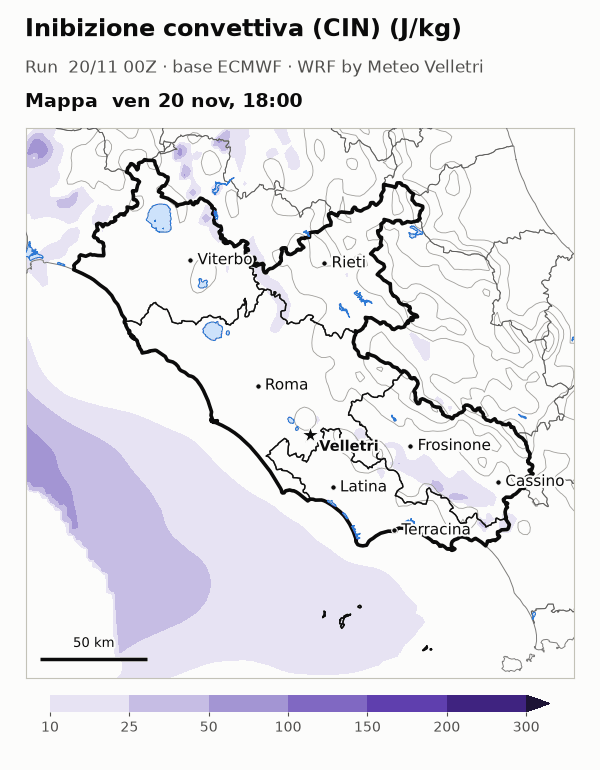 Inibizione convettiva (CIN) (J/kg)
Run 20/11 00Z · base ECMWF · WRF by Meteo Velletri
Mappa ven 20 nov, 18:00
Viterbo
Rieti
Roma
Velletri
Frosinone
Latina
Cassino
Terracina
50 km
10 25 50 100 150 200 300